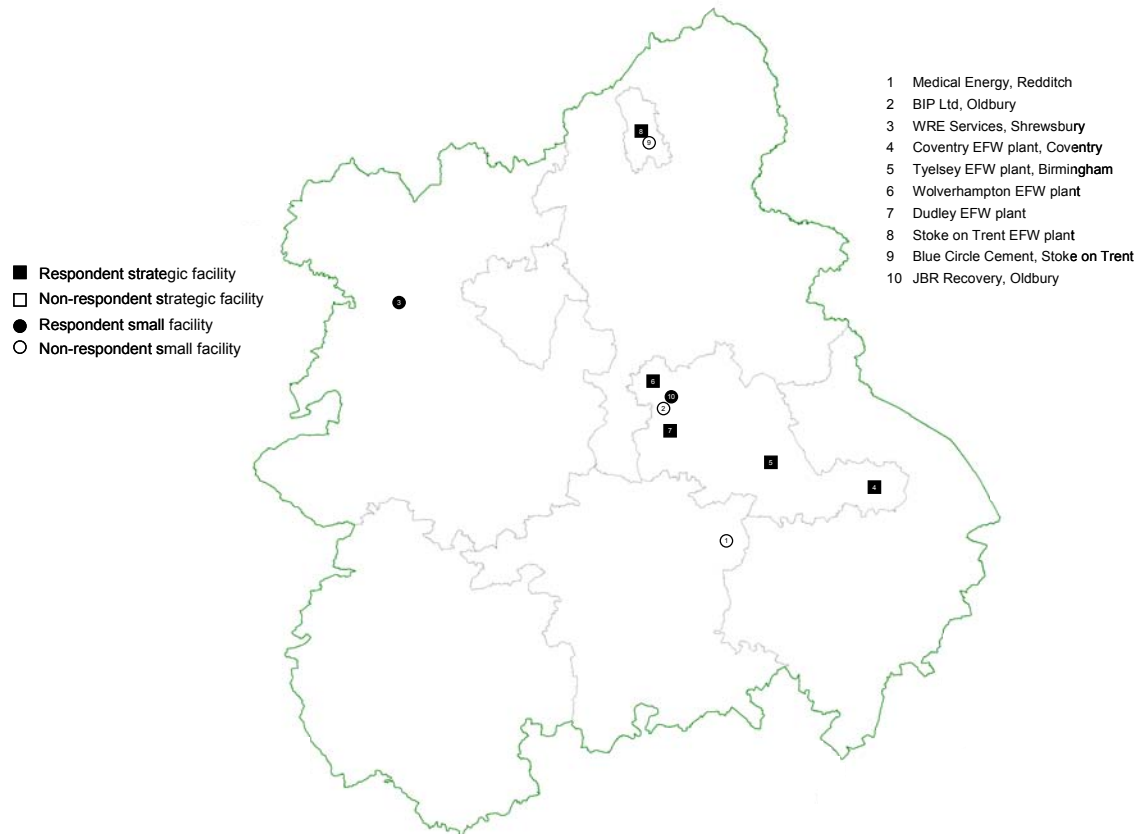 1 Medical Energy, Redditch
2 BIP Ltd, Oldbury
3 WRE Services, Shrewsbury
4 Coventry EFW plant, Coventry
5 Tyelsey EFW plant, Birmingham
6 Wolverhampton EFW plant
7 Dudley EFW plant
8 Stoke on Trent EFW plant
9 Blue Circle Cement, Stoke on Trent
10 JBR Recovery, Oldbury
Respondent strategic facility
Non-respondent strategic facility
Respondent small facility
Non-respondent small facility
8
9
3
6
10
2
7
5
4
1